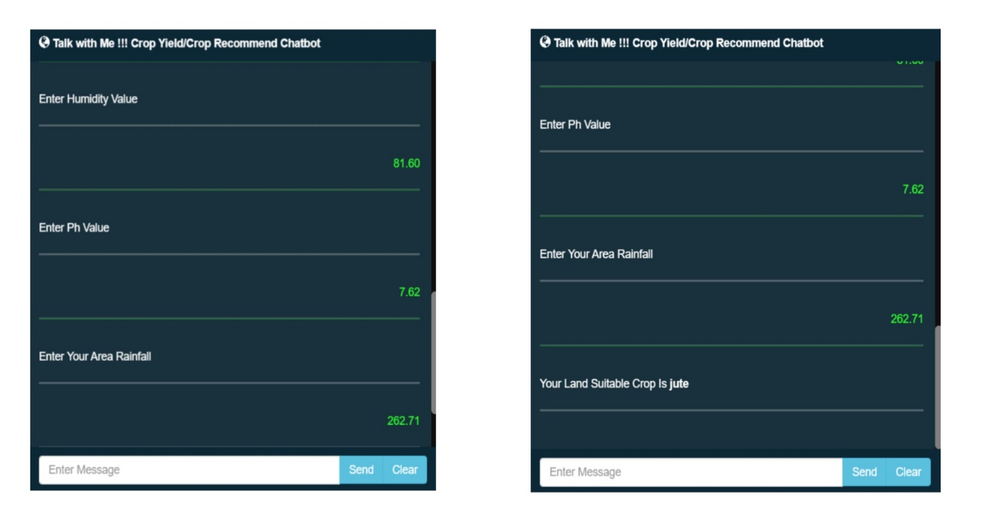 Talk with Me !!! Crop Yield/Crop Recommend Chatbot
Enter Humidity Value
81.60
Enter Ph Value
7.62
Enter Your Area Rainfall
262.71
Enter Message
Send
Clear
Talk with Me !!! Crop Yield/Crop Recommend Chatbot
Enter Ph Value
7.62
Enter Your Area Rainfall
262.71
Your Land Suitable Crop Is jute
Enter Message
Send
Clear